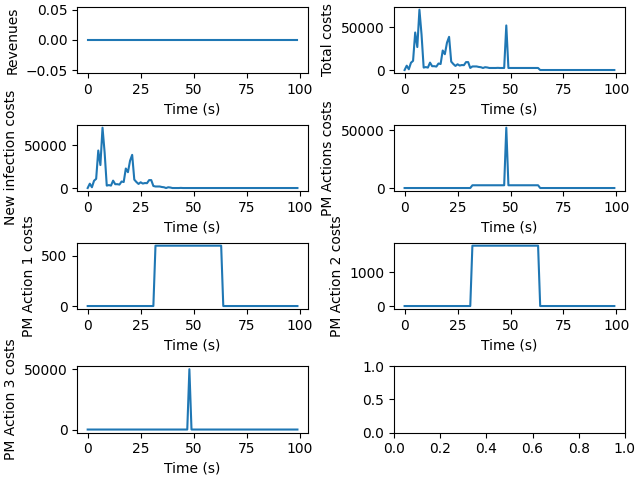 Revenues
0.05
0.00
−0.05
0 25 50 75 100
Time (s)
Total costs
50000
0
0 25 50 75 100
Time (s)
New infection costs
50000
0
0 25 50 75 100
Time (s)
PM Actions costs
50000
0
0 25 50 75 100
Time (s)
PM Action 1 costs
500
0
0 25 50 75 100
Time (s)
PM Action 2 costs
1000
0
0 25 50 75 100
Time (s)
PM Action 3 costs
50000
0
0 25 50 75 100
Time (s)
1.0
0.5
0.0
0.0 0.2 0.4 0.6 0.8 1.0